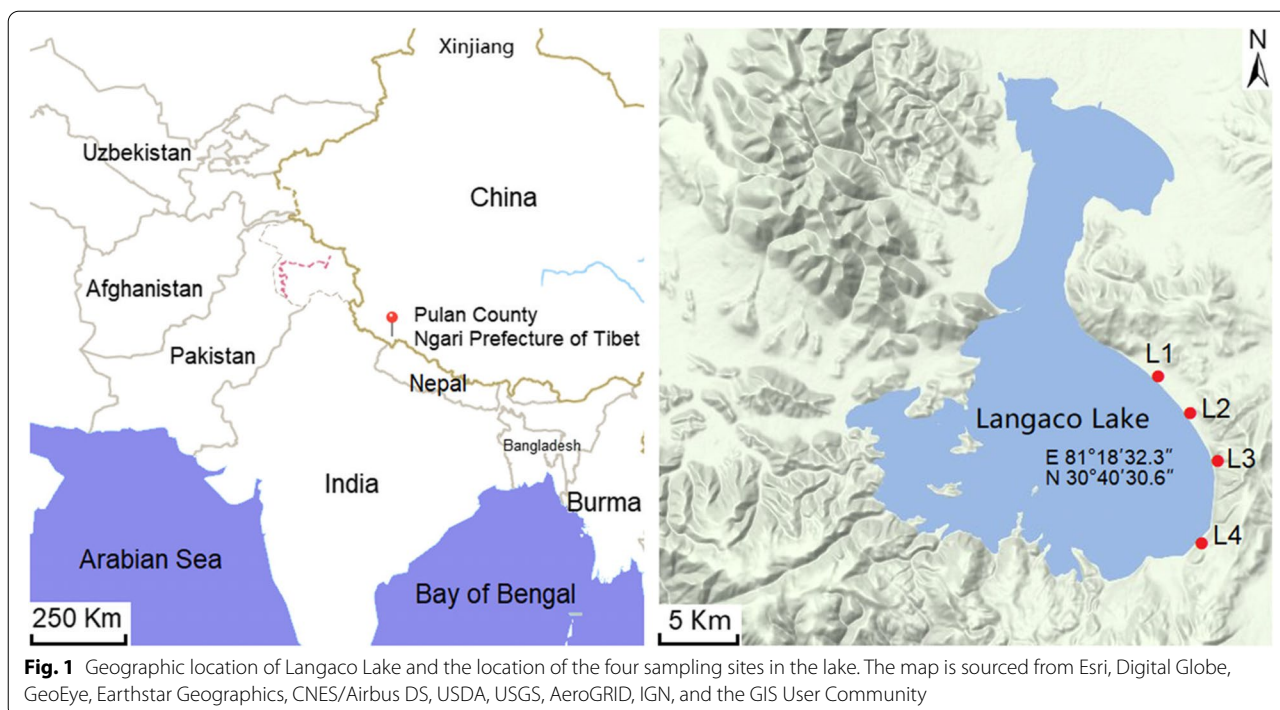 Xinjiang
Uzbekistan
China
Afghanistan
Pulan County
Ngari Prefecture of Tibet
Pakistan
Nepal
Bangladesh
India
Burma
Arabian Sea
Bay of Bengal
250 Km
N
L1
L2
Langaco Lake
E 81°18′32.3″
N 30°40′30.6″
L3
L4
5 Km
Fig. 1 Geographic location of Langaco Lake and the location of the four sampling sites in the lake. The map is sourced from Esri, Digital Globe,
GeoEye, Earthstar Geographics, CNES/Airbus DS, USDA, USGS, AeroGRID, IGN, and the GIS User Community